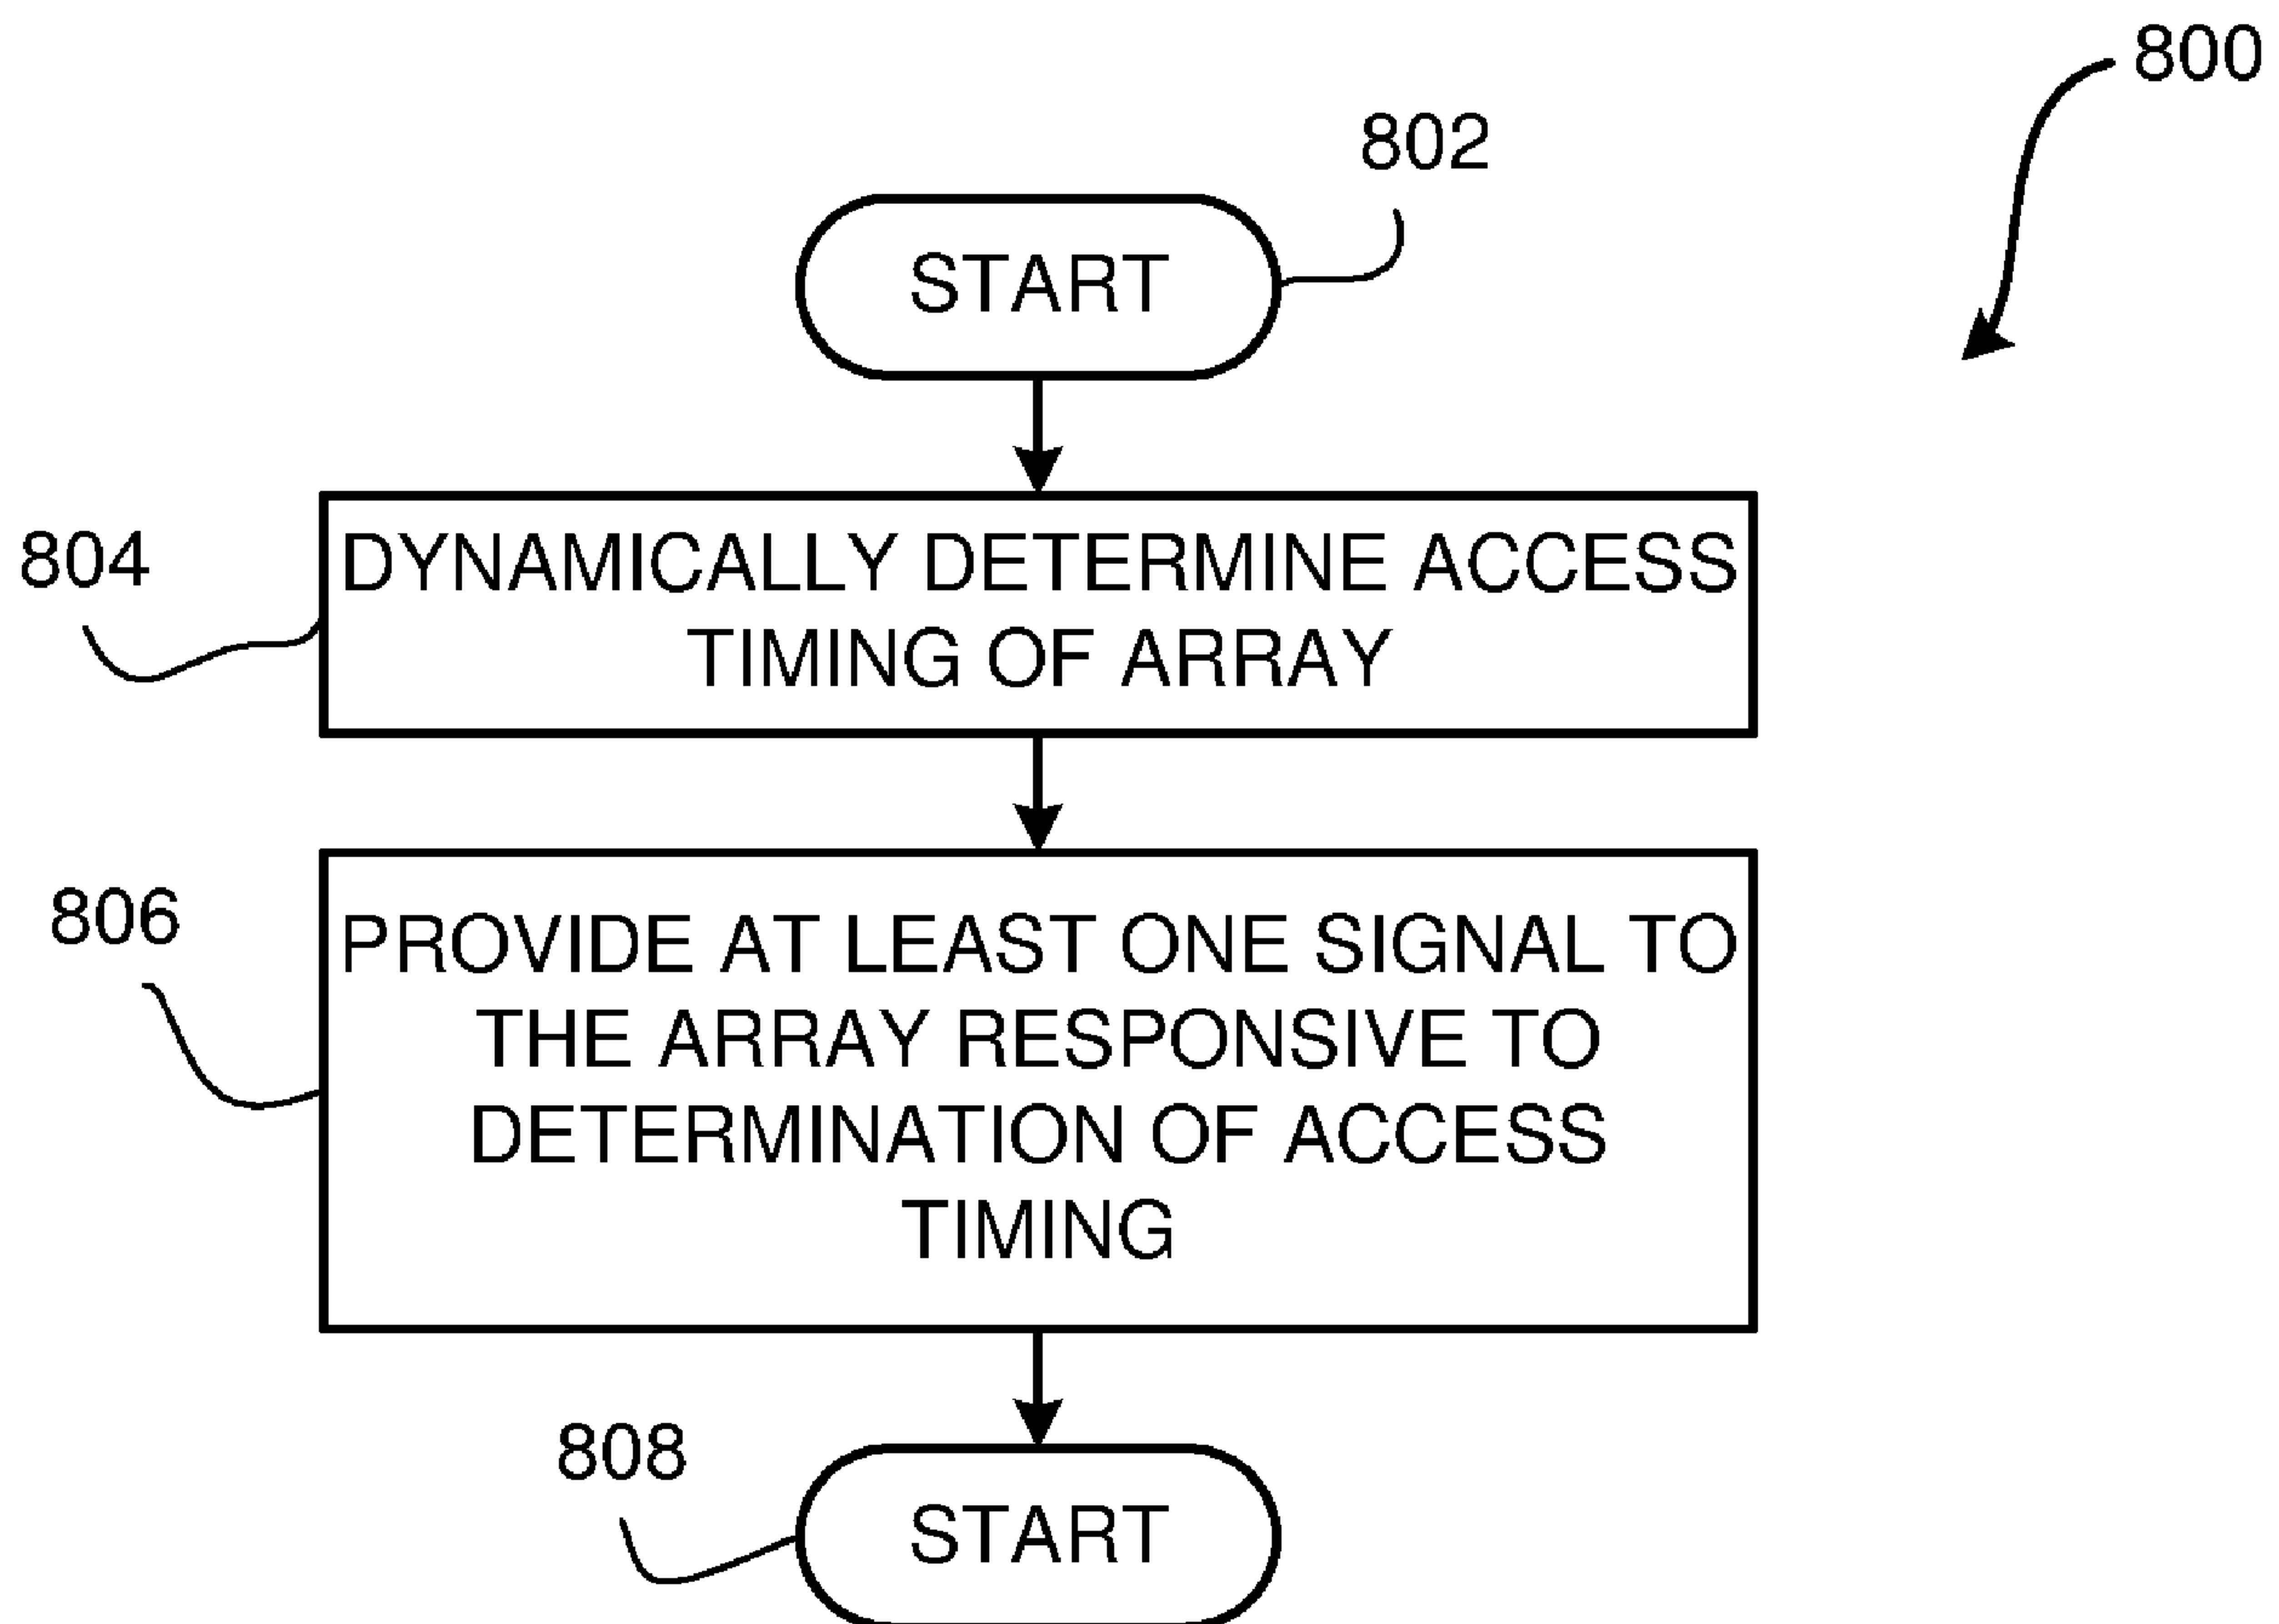 800
802
START
804
DYNAMICALLY DETERMINE ACCESS
TIMING OF ARRAY
806
PROVIDE AT LEAST ONE SIGNAL TO
THE ARRAY RESPONSIVE TO
DETERMINATION OF ACCESS
TIMING
808
START